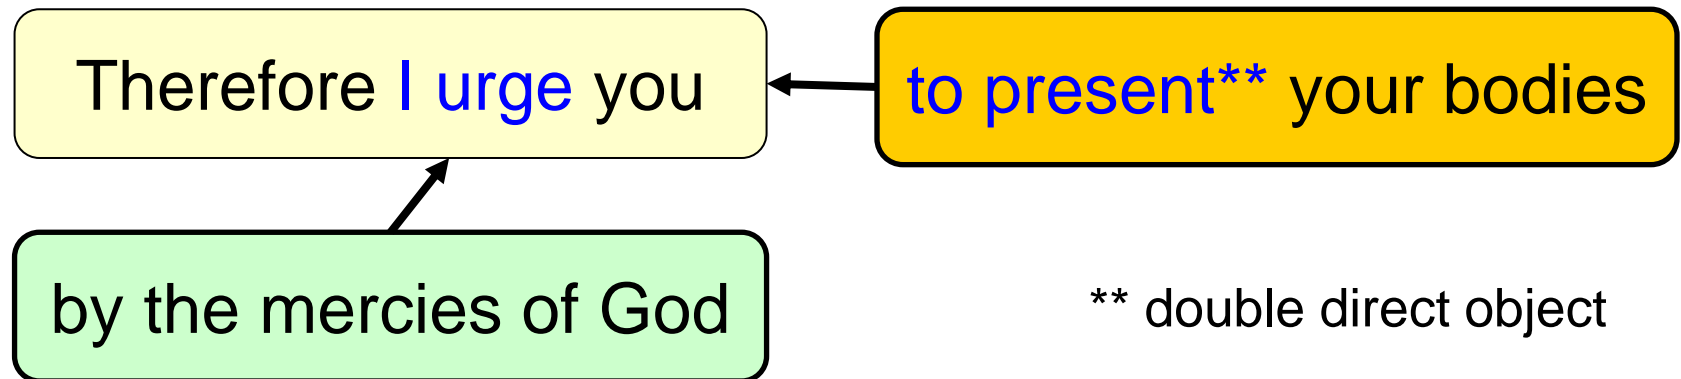 Therefore I urge you
to present** your bodies
by the mercies of God
** double direct object